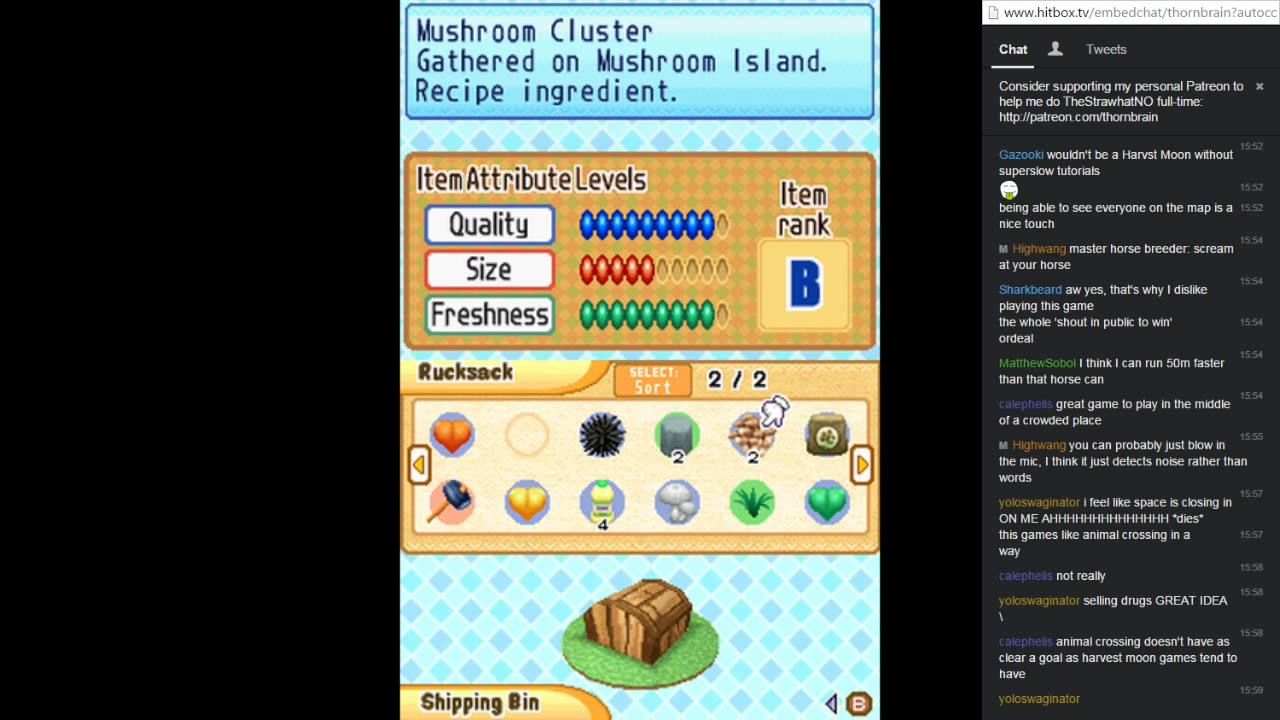 Mushroom Cluster
Gathered on Mushroom Island.
Recipe ingredient.
Item Attribute Levels
Item
rank
Quality
Size
Freshness
B
Rucksack
SELECT:
Sort
2 / 2
2
2
4
Shipping Bin
B
www.hitbox.tv/embedchat/thornbrain?autocc
Chat
Tweets
Consider supporting my personal Patreon to
help me do TheStrawhatNO full-time:
http://patreon.com/thornbrain
Gazooki wouldn't be a Harvst Moon without 15:52
superslow tutorials
15:52
being able to see everyone on the map is a 15:52
nice touch
M Highwang master horse breeder: scream 15:54
at your horse
Sharkbeard aw yes, that's why I dislike 15:54
playing this game
the whole 'shout in public to win' 15:54
ordeal
MatthewSobol I think I can run 50m faster 15:54
than that horse can
calephelis great game to play in the middle 15:54
of a crowded place
M Highwang you can probably just blow in 15:55
the mic, I think it just detects noise rather than
words
yoloswaginator i feel like space is closing in 15:57
ON ME AHHHHHHHHHHHHHH *dies*
this games like animal crossing in a 15:57
way
calephelis not really 15:58
yoloswaginator selling drugs GREAT IDEA 15:58
\
calephelis animal crossing doesn't have as 15:58
clear a goal as harvest moon games tend to
have
yoloswaginator 15:59